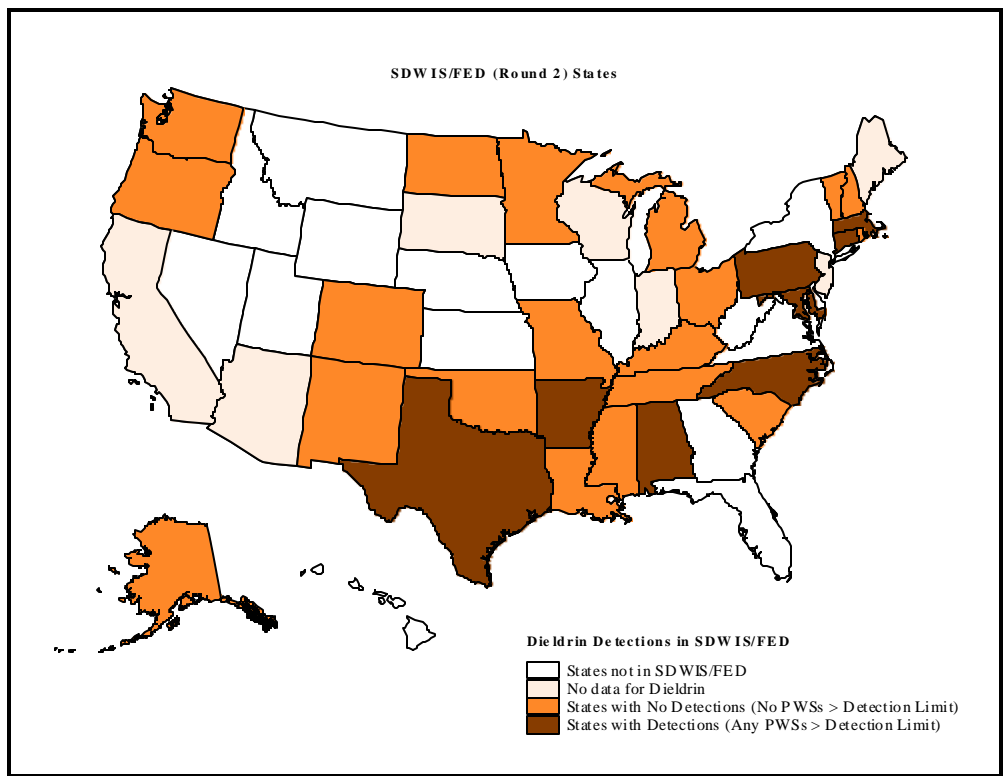 SDWIS/FED (Round 2) States
Dieldrin Detections in SDWIS/FED
States not in SDWIS/FED
No data for Dieldrin
States with No Detections (No PWSs > Detection Limit)
States with Detections (Any PWSs > Detection Limit)